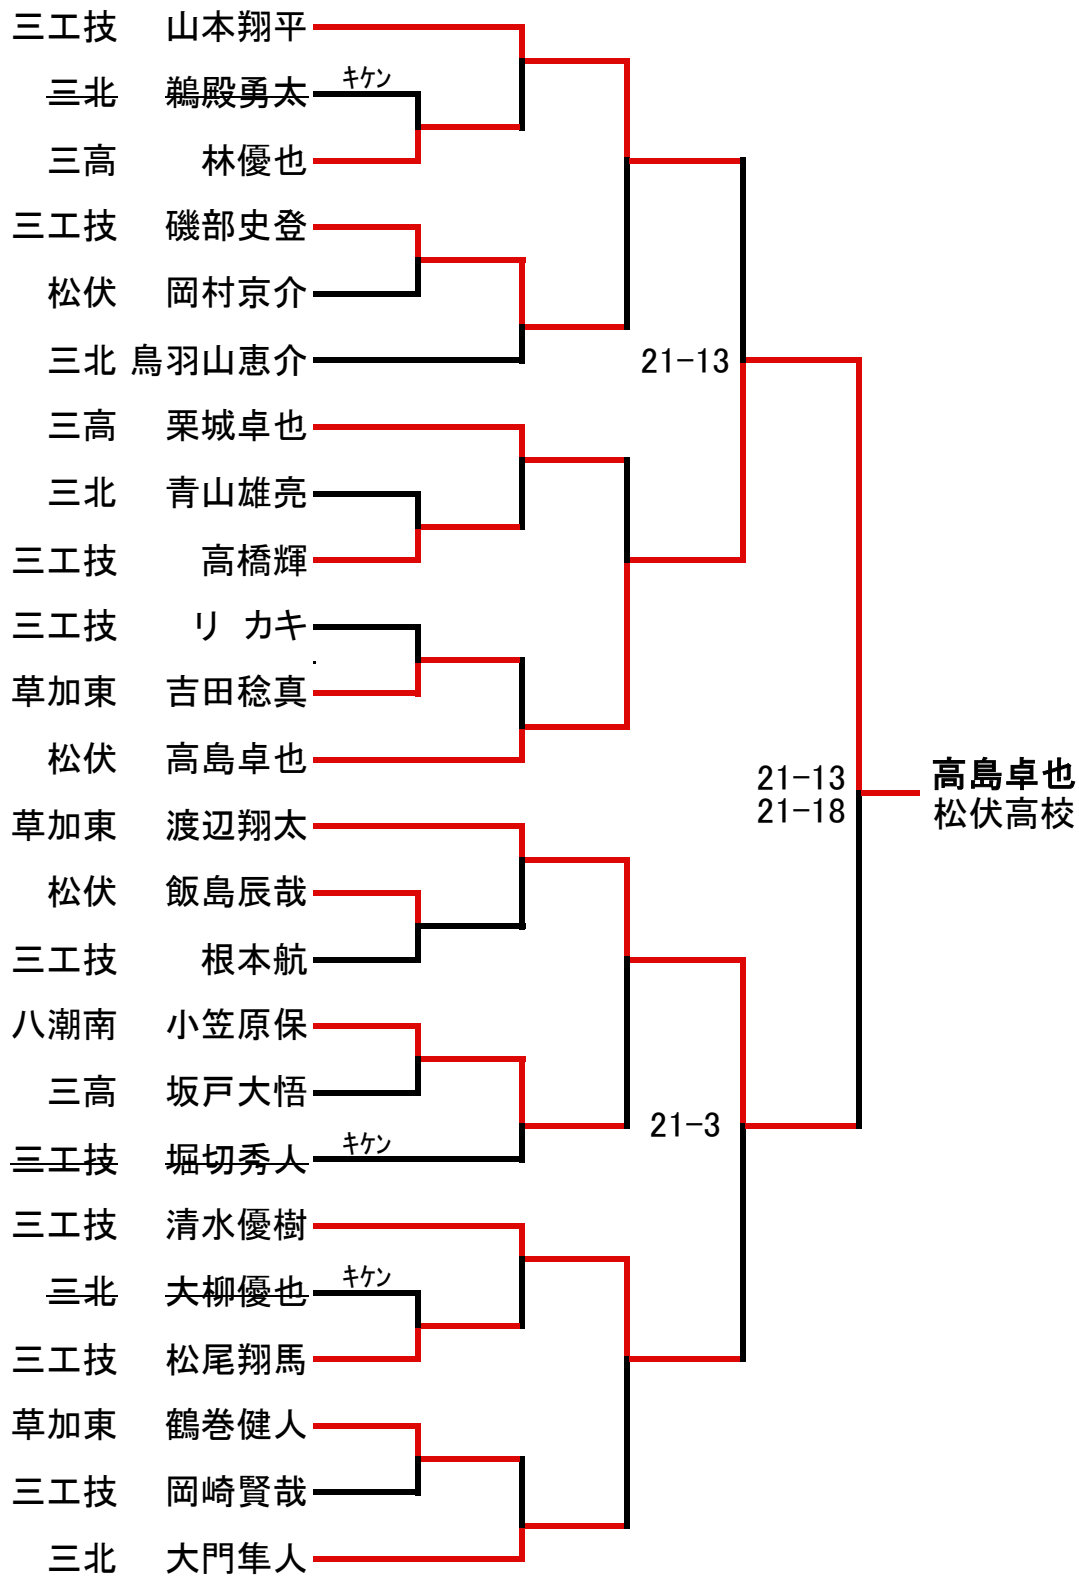 三工技 山本翔平
三北 鵜殿勇太 キケン
三高 林優也
三工技 磯部史登
松伏 岡村京介
三北 鳥羽山恵介
21-13
三高 栗城卓也
三北 青山雄亮
三工技 高橋輝
三工技 リ カキ
草加東 吉田稔真
松伏 高島卓也
21-13
21-18
高島卓也
松伏高校
草加東 渡辺翔太
松伏 飯島辰哉
三工技 根本航
八潮南 小笠原保
三高 坂戸大悟
21-3
三工技 堀切秀人 キケン
三工技 清水優樹
三北 大柳優也 キケン
三工技 松尾翔馬
草加東 鶴巻健人
三工技 岡崎賢哉
三北 大門隼人